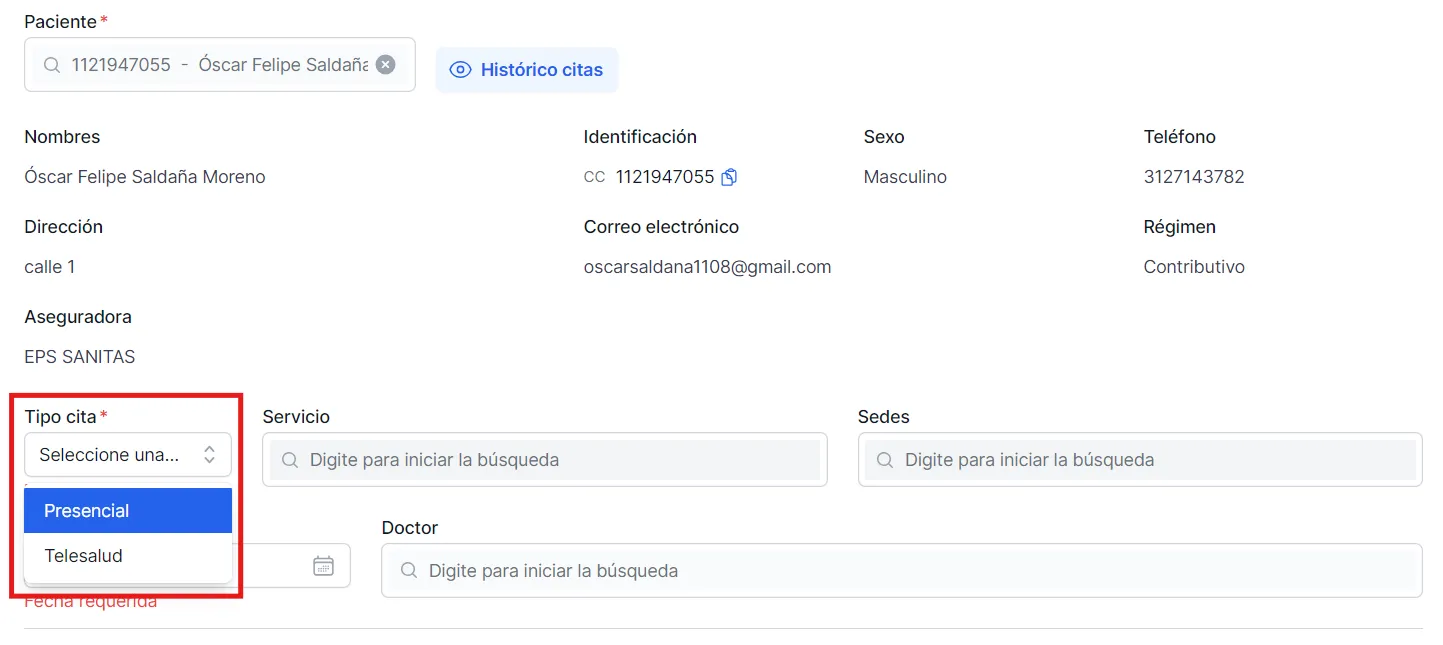 Paciente*
1121947055 - Óscar Felipe Saldaña
Histórico citas
Nombres Identificación Sexo Teléfono
Óscar Felipe Saldaña Moreno CC 1121947055 Masculino 3127143782
Dirección Correo electrónico Régimen
calle 1 oscarsaldana1108@gmail.com Contributivo
Aseguradora
EPS SANITAS
Tipo cita* Servicio Sedes
Seleccione una... Digite para iniciar la búsqueda Digite para iniciar la búsqueda
Presencial
Doctor
Telesalud
Digite para iniciar la búsqueda
Fecha requerida